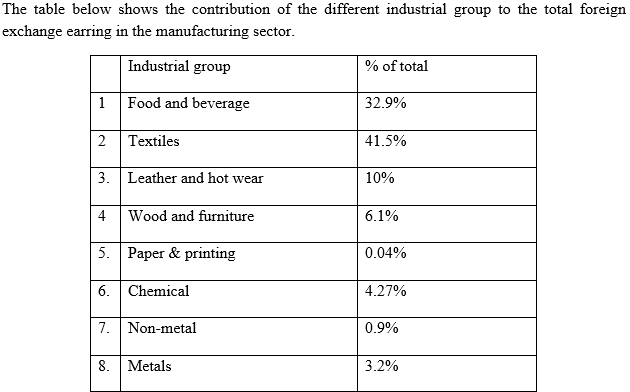 The table below shows the contribution of the different industrial group to the total foreign
exchange earring in the manufacturing sector.
Industrial group % of total
1 Food and beverage 32.9%
2 Textiles 41.5%
3. Leather and hot wear 10%
4 Wood and furniture 6.1%
5. Paper & printing 0.04%
6. Chemical 4.27%
7. Non-metal 0.9%
8. Metals 3.2%